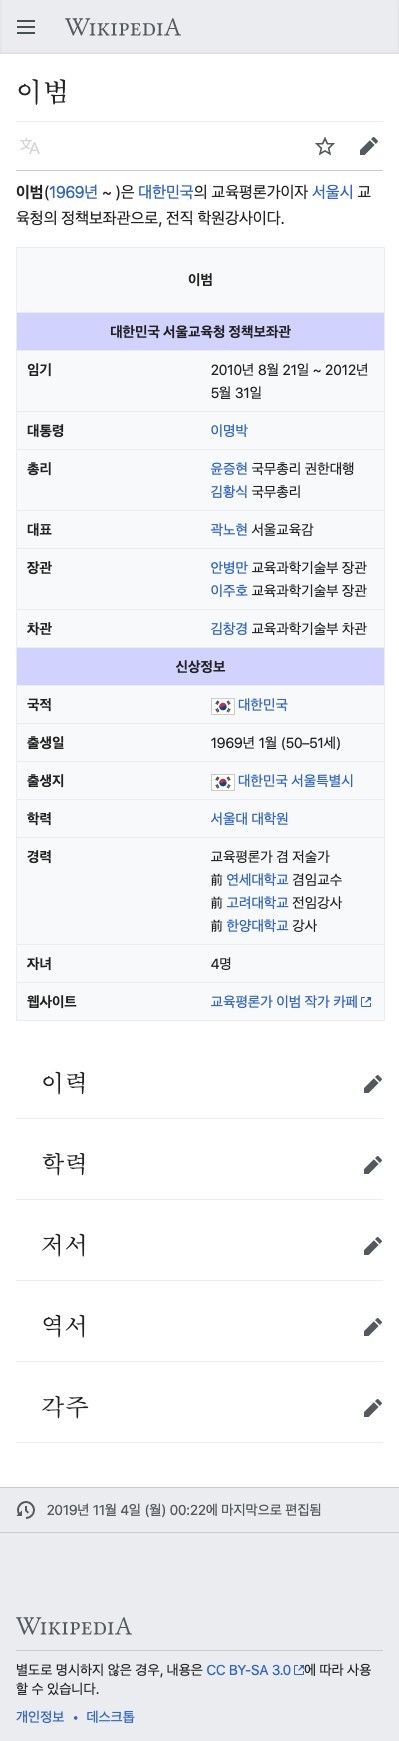 WIKIPEDIA
이범
이범(1969년 ~ )은 대한민국의 교육평론가이자 서울시 교
육청의 정책보좌관으로, 전직 학원강사이다.
이범
대한민국 서울교육청 정책보좌관
임기 2010년 8월 21일 ~ 2012년
5월 31일
대통령 이명박
총리 윤증현 국무총리 권한대행
김황식 국무총리
대표 곽노현 서울교육감
장관 안병만 교육과학기술부 장관
이주호 교육과학기술부 장관
차관 김창경 교육과학기술부 차관
신상정보
국적 대한민국
출생일 1969년 1월 (50–51세)
출생지 대한민국 서울특별시
학력 서울대 대학원
경력 교육평론가 겸 저술가
前 연세대학교 겸임교수
前 고려대학교 전임강사
前 한양대학교 강사
자녀 4명
웹사이트 교육평론가 이범 작가 카페
이력
학력
저서
역서
각주
2019년 11월 4일 (월) 00:22에 마지막으로 편집됨
WIKIPEDIA
별도로 명시하지 않은 경우, 내용은 CC BY-SA 3.0에 따라 사용
할 수 있습니다.
개인정보 • 데스크톱